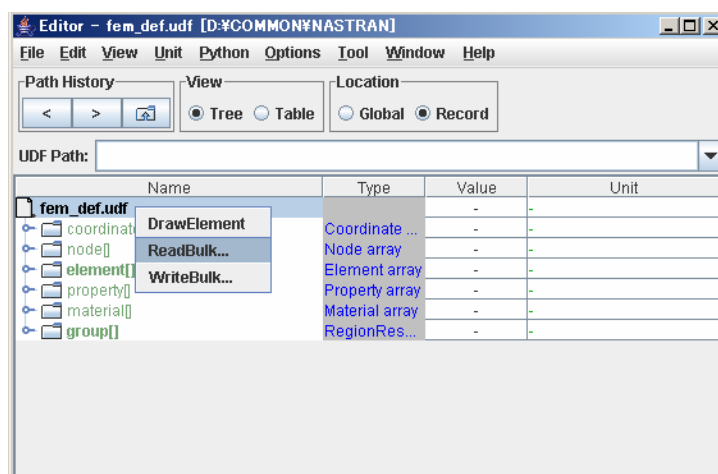 Editor - fem_def.udf [D:¥COMMON¥NASTRAN]
File Edit View Unit Python Options Tool Window Help
Path History View Location
< > Tree Table Global Record
UDF Path:
Name Type Value Unit
fem_def.udf - -
DrawElement
coordinat Coordinate ... - -
node[] ReadBulk... Node array - -
element[] Element array - -
WriteBulk...
property[] Property array - -
material[] Material array - -
group[] RegionRes... - -